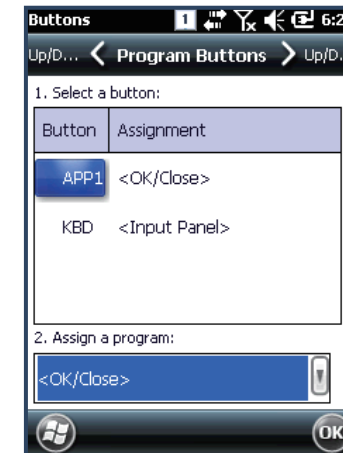 Buttons 1 6:2
Up/D... Program Buttons Up/D.
1. Select a button:
Button Assignment
APP1 <OK/Close>
KBD <Input Panel>
2. Assign a program:
<OK/Close>
OK